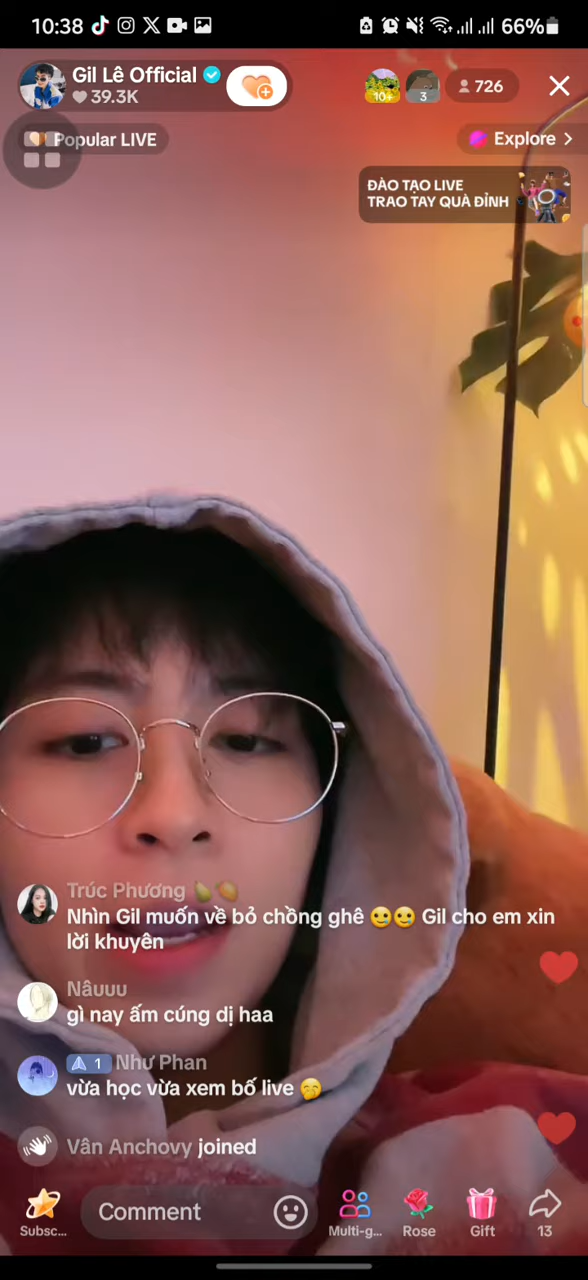 10:38
66%
Gil Lê Official
39.3K
10+
3
726
Popular LIVE
Explore >
ĐÀO TẠO LIVE
TRAO TAY QUÀ ĐỈNH
Trúc Phương 🍐🥭
Nhìn Gil muốn về bỏ chồng ghê 🥲🥲 Gil cho em xin
lời khuyên
Nâuuu
gì nay ấm cúng dị haa
1 Như Phan
vừa học vừa xem bố live 🤭
Vân Anchovy joined
Comment
Subsc...
Multi-g...
Rose
Gift
13